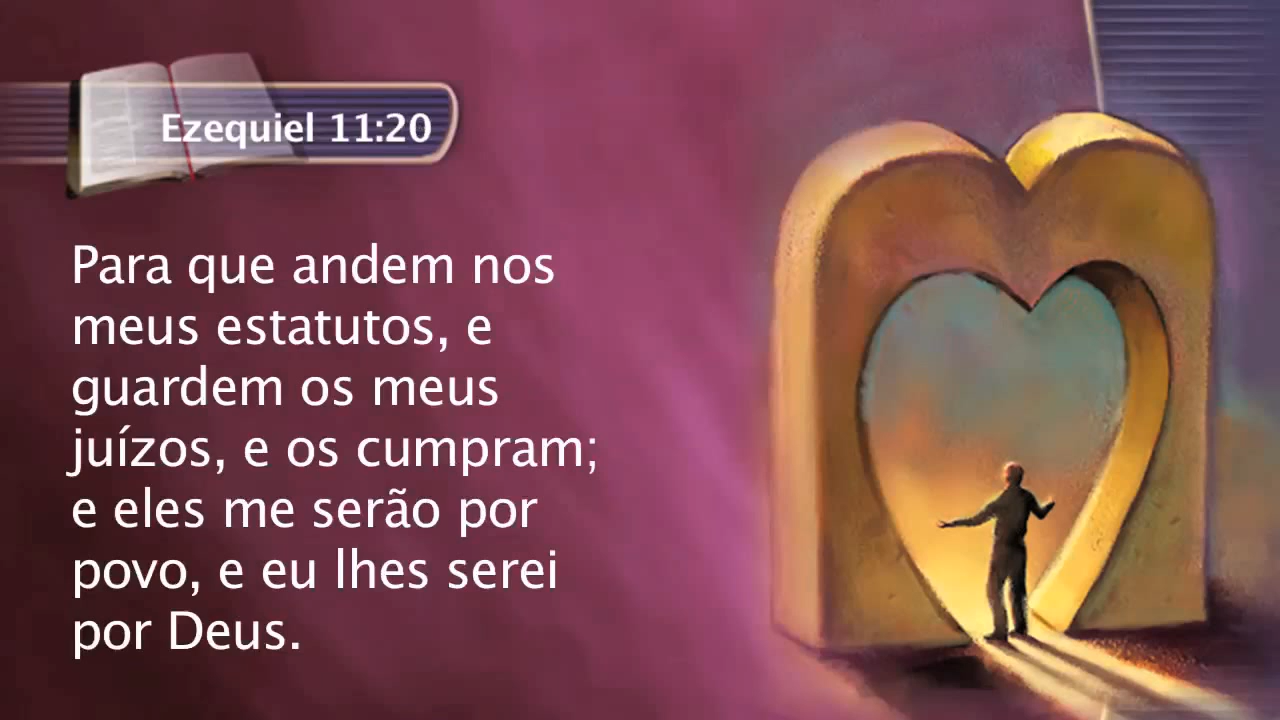 Ezequiel 11:20
Para que andem nos
meus estatutos, e
guardem os meus
juízos, e os cumpram;
e eles me serão por
povo, e eu lhes serei
por Deus.